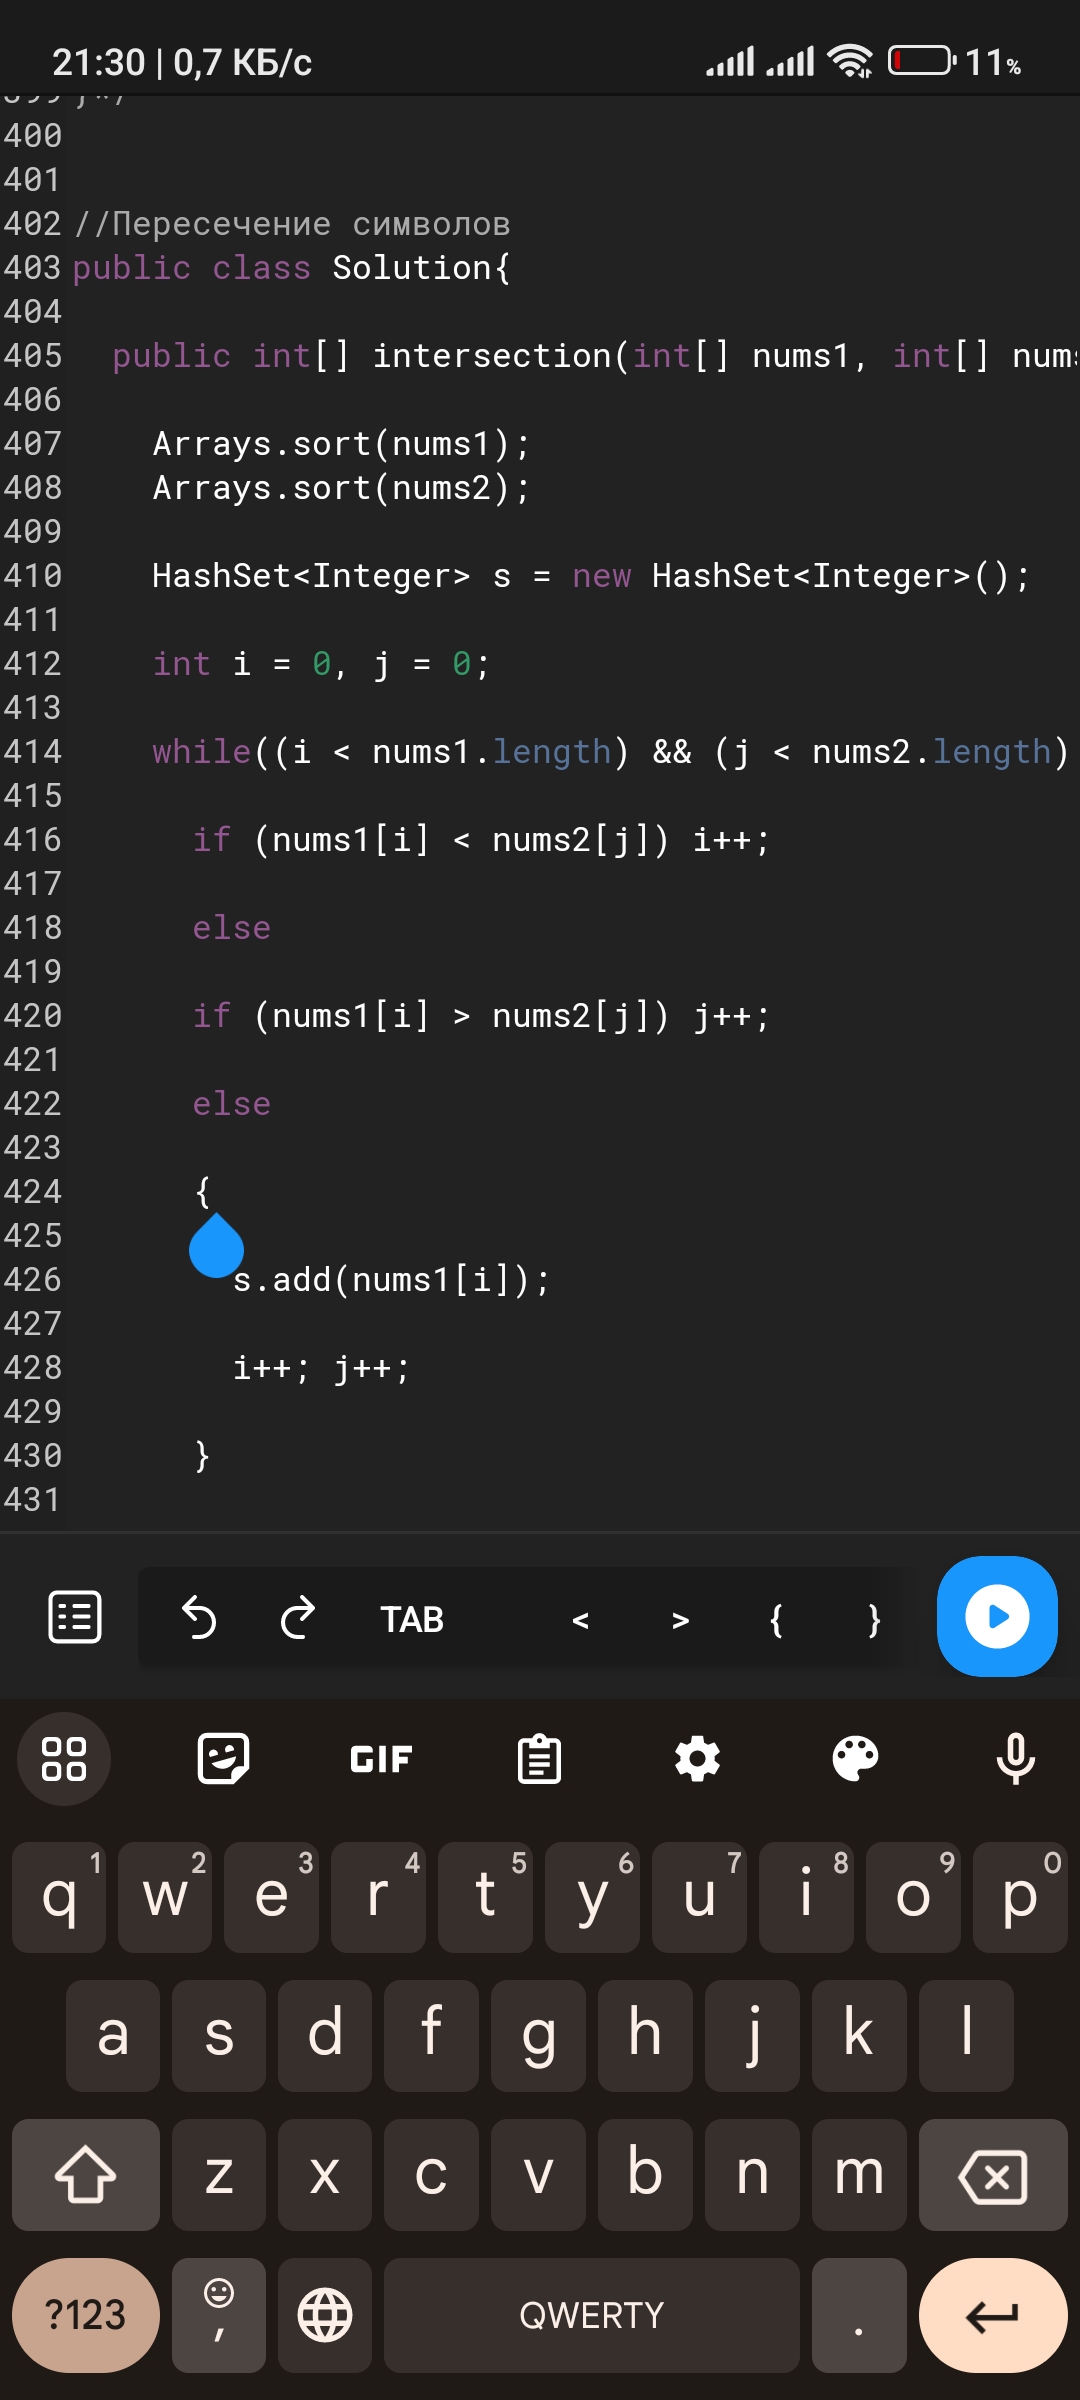 21:30 | 0,7 КБ/с 11%
400
401
402 //Пересечение символов
403 public class Solution{
404
405 public int[] intersection(int[] nums1, int[] nums
406
407 Arrays.sort(nums1);
408 Arrays.sort(nums2);
409
410 HashSet<Integer> s = new HashSet<Integer>();
411
412 int i = 0, j = 0;
413
414 while((i < nums1.length) && (j < nums2.length)
415
416 if (nums1[i] < nums2[j]) i++;
417
418 else
419
420 if (nums1[i] > nums2[j]) j++;
421
422 else
423
424 {
425
426 s.add(nums1[i]);
427
428 i++; j++;
429
430 }
431
TAB < > { }
GIF
q 1 w 2 e 3 r 4 t 5 y 6 u 7 i 8 o 9 p 0
a s d f g h j k l
z x c v b n m
?123 , QWERTY .